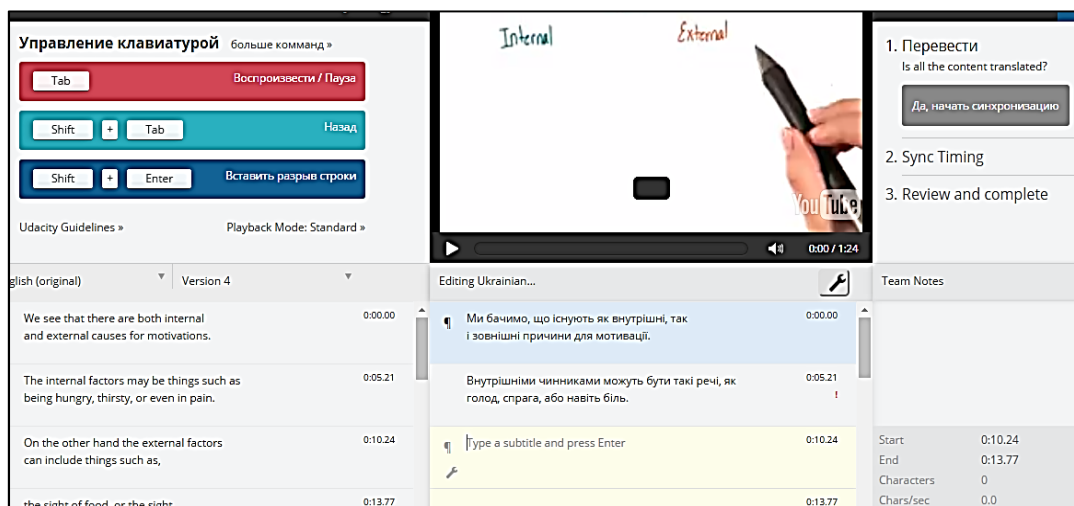 Управление клавиатурой больше комманд »
Tab Воспроизвести / Пауза
Shift + Tab Назад
Shift + Enter Вставить разрыв строки
Udacity Guidelines » Playback Mode: Standard »
Internal External
YouTube
0:00 / 1:24
1. Перевести
Is all the content translated?
Да, начать синхронизацию
2. Sync Timing
3. Review and complete
glish (original) Version 4
We see that there are both internal 0:00.00
and external causes for motivations.
The internal factors may be things such as 0:05.21
being hungry, thirsty, or even in pain.
On the other hand the external factors 0:10.24
can include things such as,
the sight of food, or the sight 0:13.77
Editing Ukrainian...
¶ Ми бачимо, що існують як внутрішні, так 0:00.00
і зовнішні причини для мотивації.
Внутрішніми чинниками можуть бути такі речі, як 0:05.21
голод, спрага, або навіть біль. !
¶ Type a subtitle and press Enter 0:10.24
0:13.77
Team Notes
Start 0:10.24
End 0:13.77
Characters 0
Chars/sec 0.0